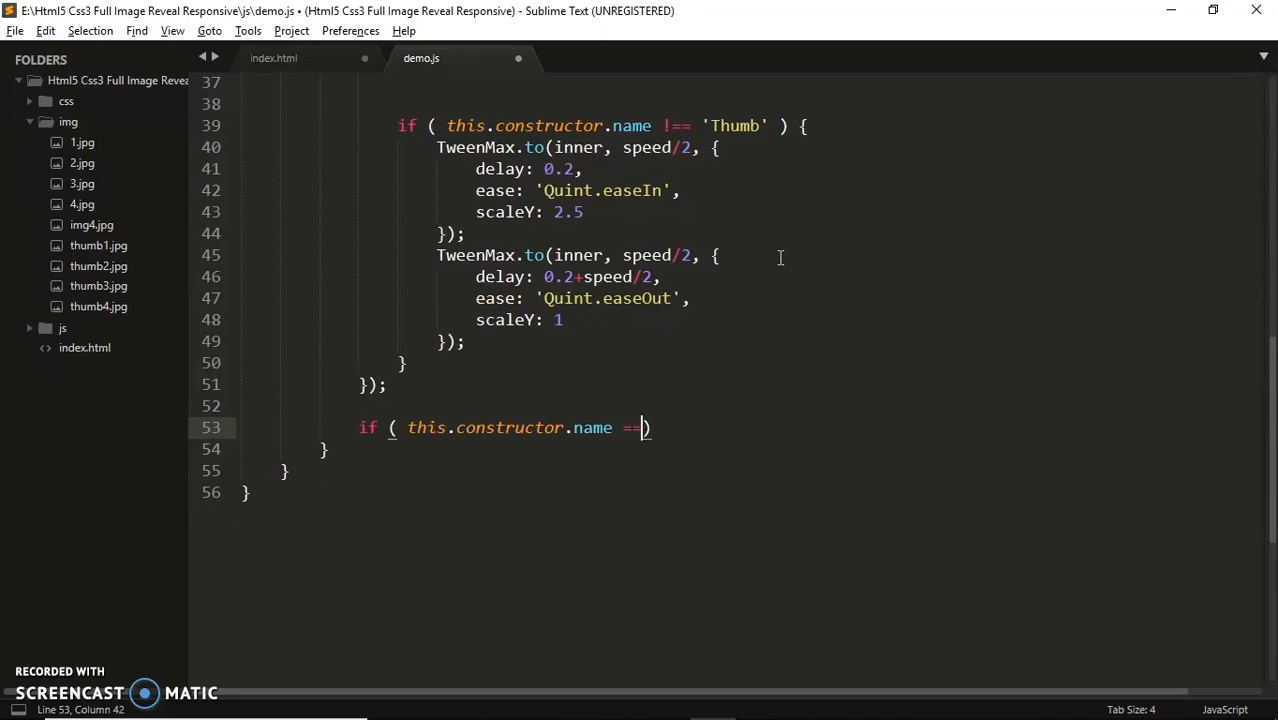 E:\Html5 Css3 Full Image Reveal Responsive\js\demo.js • (Html5 Css3 Full Image Reveal Responsive) - Sublime Text (UNREGISTERED)
File Edit Selection Find View Goto Tools Project Preferences Help
FOLDERS
Html5 Css3 Full Image Revea
css
img
1.jpg
2.jpg
3.jpg
4.jpg
img4.jpg
thumb1.jpg
thumb2.jpg
thumb3.jpg
thumb4.jpg
js
index.html
index.html demo.js
37
38
39 if ( this.constructor.name !== 'Thumb' ) {
40 TweenMax.to(inner, speed/2, {
41 delay: 0.2,
42 ease: 'Quint.easeIn',
43 scaleY: 2.5
44 });
45 TweenMax.to(inner, speed/2, {
46 delay: 0.2+speed/2,
47 ease: 'Quint.easeOut',
48 scaleY: 1
49 });
50 }
51 });
52
53 if ( this.constructor.name ==)
54 }
55 }
56 }
RECORDED WITH
SCREENCAST MATIC
Line 53, Column 42 Tab Size: 4 JavaScript